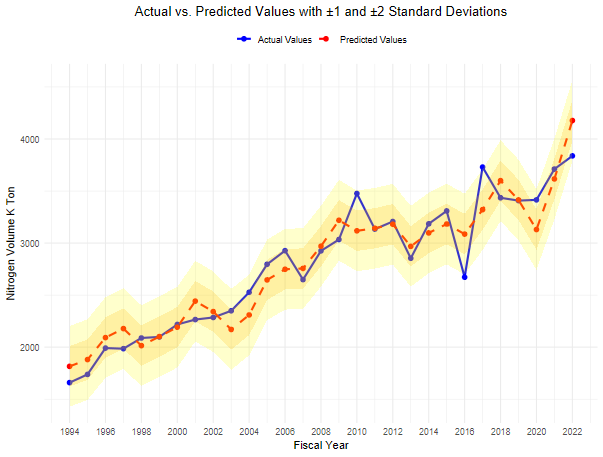 Actual vs. Predicted Values with ±1 and ±2 Standard Deviations
Actual Values Predicted Values
Nitrogen Volume K Ton
4000
3000
2000
1994 1996 1998 2000 2002 2004 2006 2008 2010 2012 2014 2016 2018 2020 2022
Fiscal Year